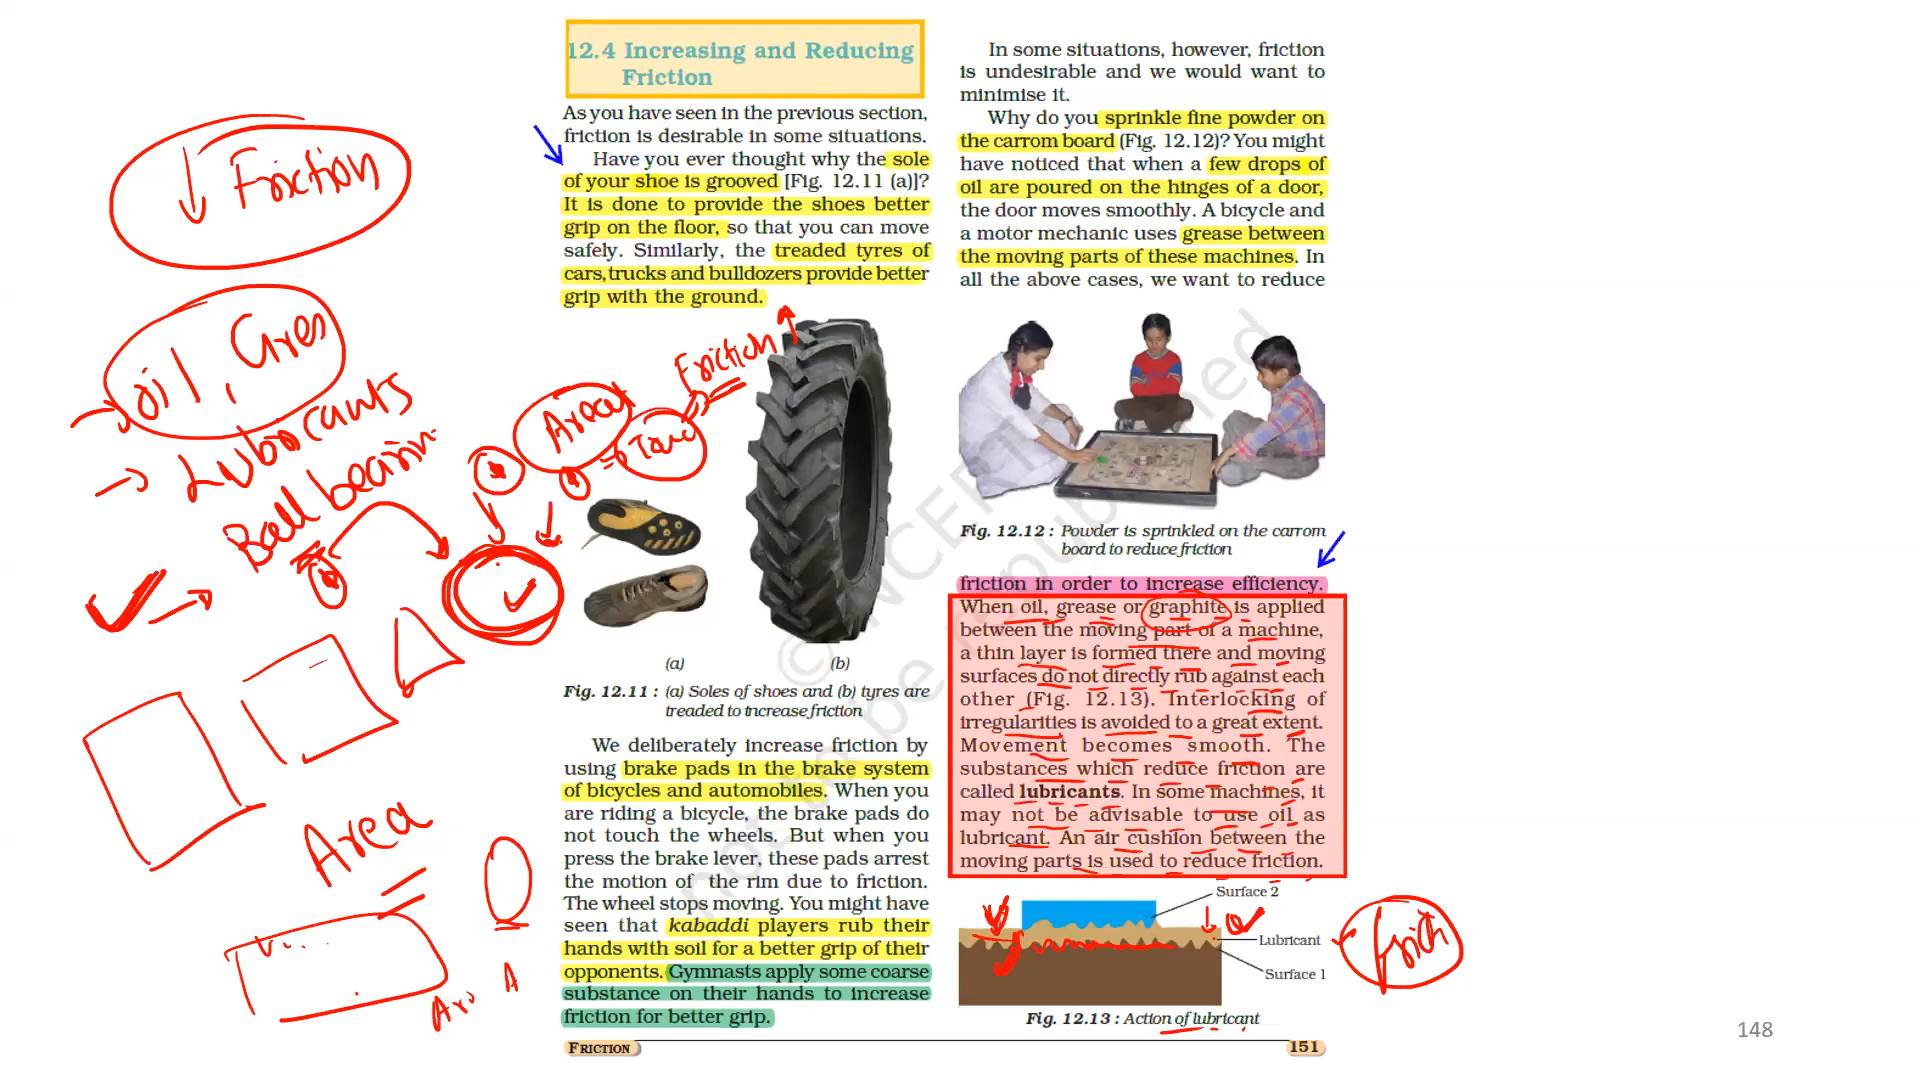 12.4 Increasing and Reducing
Friction
As you have seen in the previous section,
friction is desirable in some situations.
Have you ever thought why the sole
of your shoe is grooved [Fig. 12.11 (a)]?
It is done to provide the shoes better
grip on the floor, so that you can move
safely. Similarly, the treaded tyres of
cars,trucks and bulldozers provide better
grip with the ground.
(a)
(b)
Fig. 12.11 : (a) Soles of shoes and (b) tyres are
treaded to increase friction
We deliberately increase friction by
using brake pads in the brake system
of bicycles and automobiles. When you
are riding a bicycle, the brake pads do
not touch the wheels. But when you
press the brake lever, these pads arrest
the motion of the rim due to friction.
The wheel stops moving. You might have
seen that kabaddi players rub their
hands with soil for a better grip of their
opponents. Gymnasts apply some coarse
substance on their hands to increase
friction for better grip.
In some situations, however, friction
is undesirable and we would want to
minimise it.
Why do you sprinkle fine powder on
the carrom board (Fig. 12.12)? You might
have noticed that when a few drops of
oil are poured on the hinges of a door,
the door moves smoothly. A bicycle and
a motor mechanic uses grease between
the moving parts of these machines. In
all the above cases, we want to reduce
Fig. 12.12 : Powder is sprinkled on the carrom
board to reduce friction
friction in order to increase efficiency.
When oil, grease or graphite is applied
between the moving part of a machine,
a thin layer is formed there and moving
surfaces do not directly rub against each
other (Fig. 12.13). Interlocking of
irregularities is avoided to a great extent.
Movement becomes smooth. The
substances which reduce friction are
called lubricants. In some machines, it
may not be advisable to use oil as
lubricant. An air cushion between the
moving parts is used to reduce friction.
Surface 2
Lubricant
Surface 1
Fig. 12.13 : Action of lubricant
FRICTION
151
148
© NCERT
not to be republished
↓ Friction
oil,
→ Lubricants
Ball
Friction ↑
Area